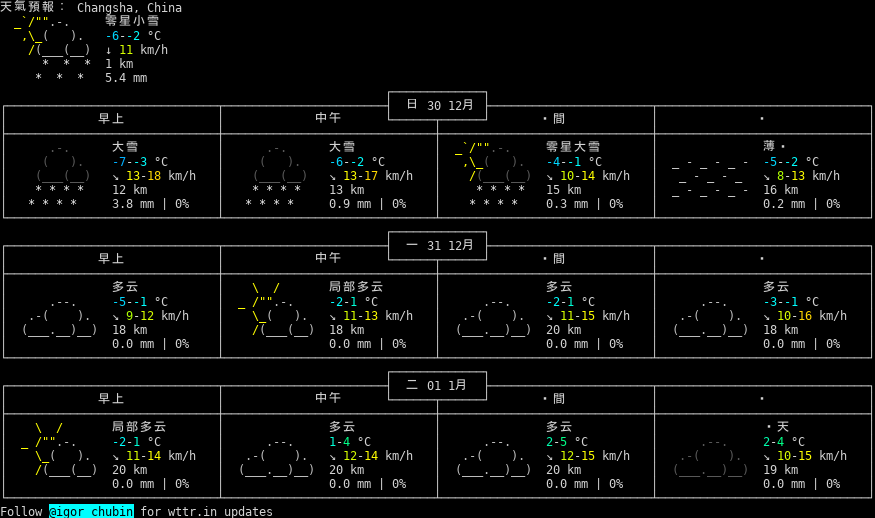 天氣預報： Changsha, China
零星小雪
-6--2 °C
↓ 11 km/h
1 km
5.4 mm
日 30 12月
早上 中午 ・間 ・
大雪 大雪 零星大雪 薄・
-7--3 °C -6--2 °C -4--1 °C -5--2 °C
↘ 13-18 km/h ↘ 13-17 km/h ↘ 10-14 km/h ↘ 8-13 km/h
12 km 13 km 15 km 16 km
3.8 mm | 0% 0.9 mm | 0% 0.3 mm | 0% 0.2 mm | 0%
一 31 12月
早上 中午 ・間 ・
多云 局部多云 多云 多云
-5--1 °C -2-1 °C -2-1 °C -3--1 °C
↘ 9-12 km/h ↘ 11-13 km/h ↘ 11-15 km/h ↘ 10-16 km/h
18 km 18 km 20 km 18 km
0.0 mm | 0% 0.0 mm | 0% 0.0 mm | 0% 0.0 mm | 0%
二 01 1月
早上 中午 ・間 ・
局部多云 多云 多云 ・天
-2-1 °C 1-4 °C 2-5 °C 2-4 °C
↘ 11-14 km/h ↘ 12-14 km/h ↘ 12-15 km/h ↘ 10-15 km/h
20 km 20 km 20 km 19 km
0.0 mm | 0% 0.0 mm | 0% 0.0 mm | 0% 0.0 mm | 0%
Follow @igor_chubin for wttr.in updates